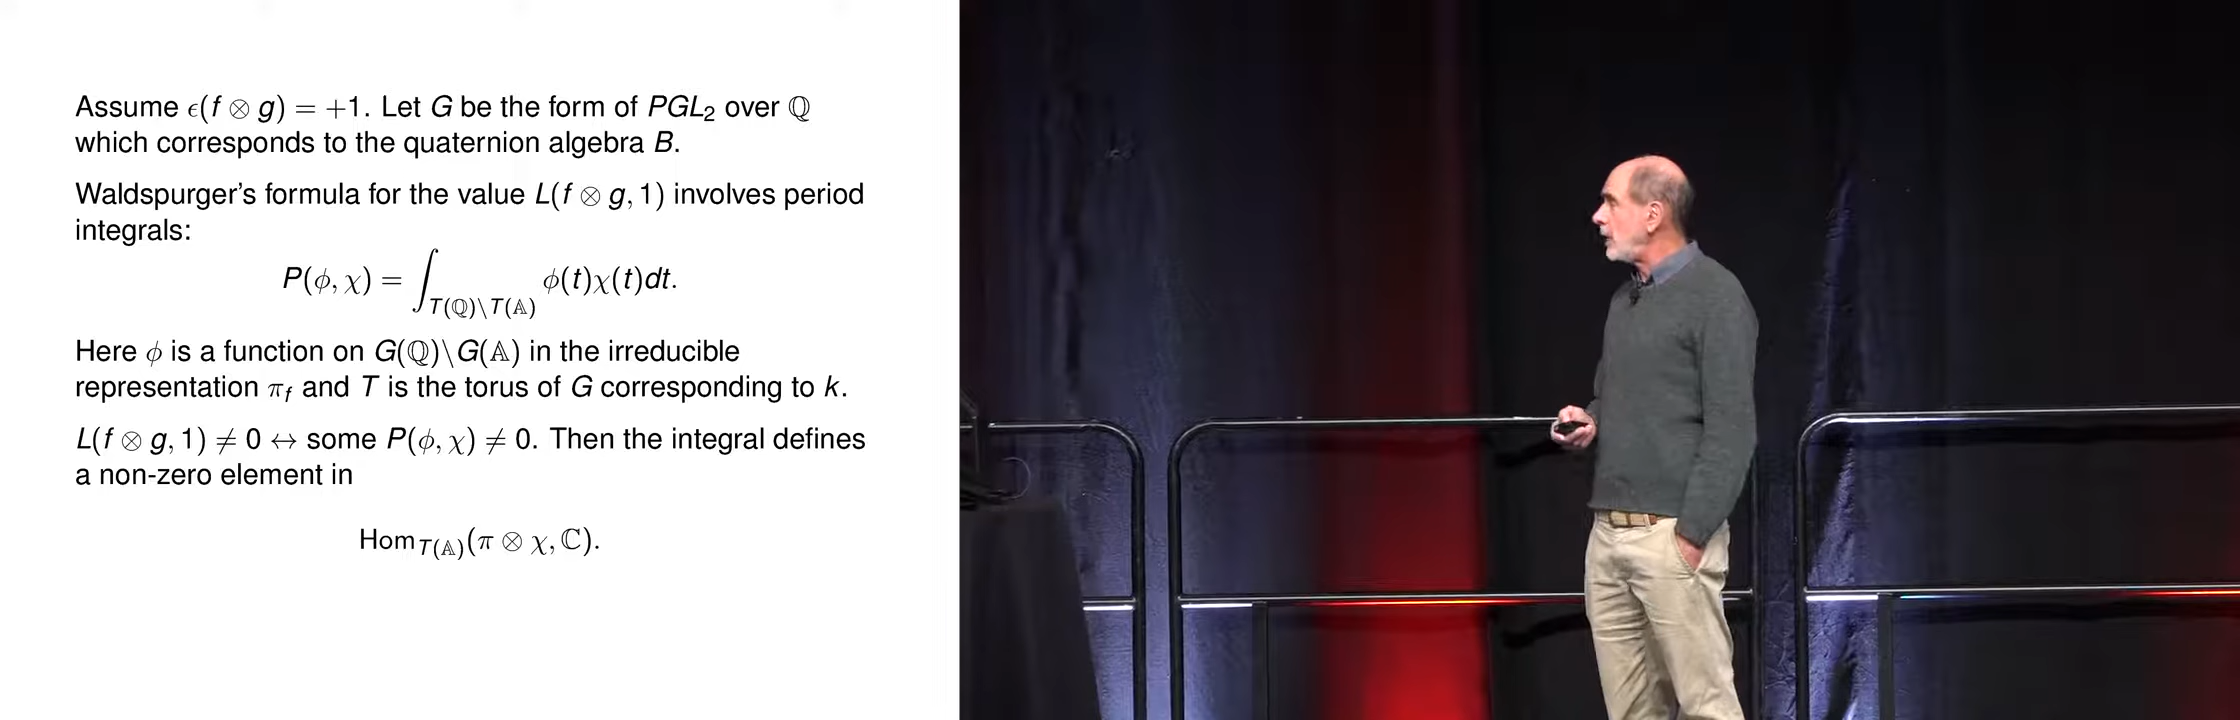 Assume ϵ(f ⊗ g) = +1. Let G be the form of PGL₂ over ℚ
which corresponds to the quaternion algebra B.
Waldspurger's formula for the value L(f ⊗ g, 1) involves period
integrals:
P(ϕ, χ) = ∫_{T(ℚ)\T(𝔸)} ϕ(t)χ(t)dt.
Here ϕ is a function on G(ℚ)\G(𝔸) in the irreducible
representation π_f and T is the torus of G corresponding to k.
L(f ⊗ g, 1) ≠ 0 ↔ some P(ϕ, χ) ≠ 0. Then the integral defines
a non-zero element in
Hom_{T(𝔸)}(π ⊗ χ, ℂ).